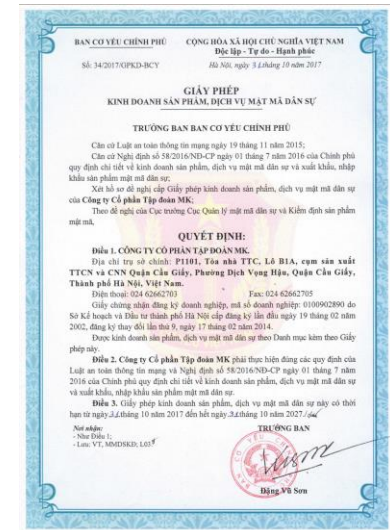 BAN CƠ YẾU CHÍNH PHỦ
CỘNG HÒA XÃ HỘI CHỦ NGHĨA VIỆT NAM
Độc lập - Tự do - Hạnh phúc
Số: 34/2017/GPKD-BCY
Hà Nội, ngày 31 tháng 10 năm 2017
GIẤY PHÉP
KINH DOANH SẢN PHẨM, DỊCH VỤ MẬT MÃ DÂN SỰ
TRƯỞNG BAN BAN CƠ YẾU CHÍNH PHỦ
Căn cứ Luật an toàn thông tin mạng ngày 19 tháng 11 năm 2015;
Căn cứ Nghị định số 58/2016/NĐ-CP ngày 01 tháng 7 năm 2016 của Chính phủ
quy định chi tiết về kinh doanh sản phẩm, dịch vụ mật mã dân sự và xuất khẩu, nhập
khẩu sản phẩm mật mã dân sự;
Xét hồ sơ đề nghị cấp Giấy phép kinh doanh sản phẩm, dịch vụ mật mã dân sự
của Công ty Cổ phần Tập đoàn MK;
Theo đề nghị của Cục trưởng Cục Quản lý mật mã dân sự và Kiểm định sản phẩm
mật mã,
QUYẾT ĐỊNH:
Điều 1. CÔNG TY CỔ PHẦN TẬP ĐOÀN MK.
Địa chỉ trụ sở chính: P1101, Tòa nhà TTC, Lô B1A, cụm sản xuất
TTCN và CNN Quận Cầu Giấy, Phường Dịch Vọng Hậu, Quận Cầu Giấy,
Thành phố Hà Nội, Việt Nam.
Điện thoại: 024 62662703 Fax: 024 62662705
Giấy chứng nhận đăng ký doanh nghiệp, mã số doanh nghiệp: 0100902890 do
Sở Kế hoạch và Đầu tư thành phố Hà Nội cấp đăng ký lần đầu ngày 19 tháng 02 năm
2002, đăng ký thay đổi lần thứ 9, ngày 17 tháng 02 năm 2014.
Được kinh doanh sản phẩm, dịch vụ mật mã dân sự theo Danh mục kèm theo Giấy
phép này.
Điều 2. Công ty Cổ phần Tập đoàn MK phải thực hiện đúng các quy định của
Luật an toàn thông tin mạng và Nghị định số 58/2016/NĐ-CP ngày 01 tháng 7 năm
2016 của Chính phủ quy định chi tiết về kinh doanh sản phẩm, dịch vụ mật mã dân sự
và xuất khẩu, nhập khẩu sản phẩm mật mã dân sự.
Điều 3. Giấy phép kinh doanh sản phẩm, dịch vụ mật mã dân sự này có thời
hạn từ ngày 31 tháng 10 năm 2017 đến hết ngày tháng 10 năm 2027./.
Nơi nhận:
- Như Điều 1;
- Lưu: VT, MMDSKĐ; L03.
TRƯỞNG BAN
Đặng Vũ Sơn